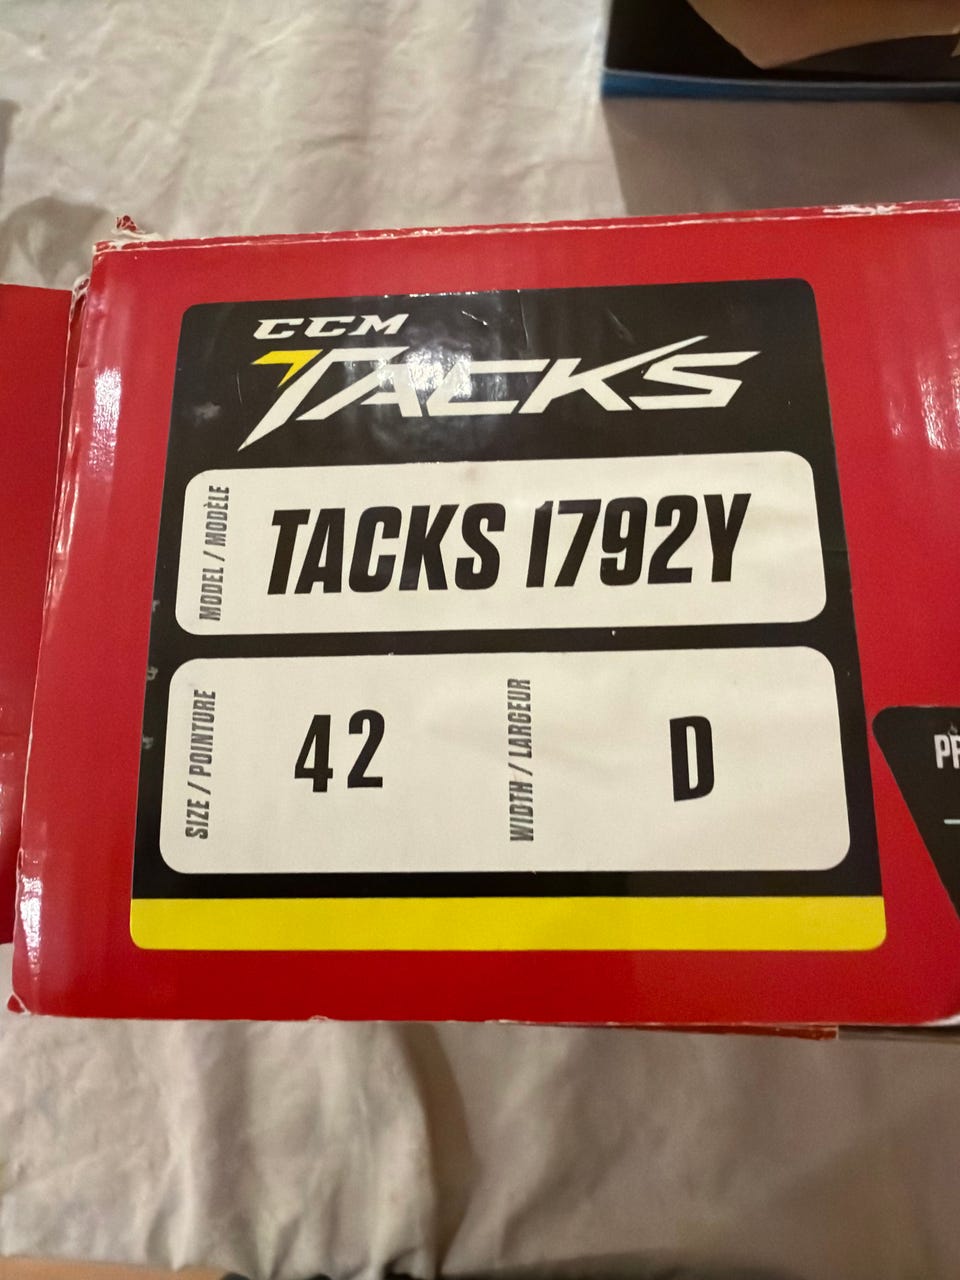 CCM
TACKS
MODEL / MODÈLE
TACKS 1792Y
SIZE / POINTURE
42
WIDTH / LARGEUR
D